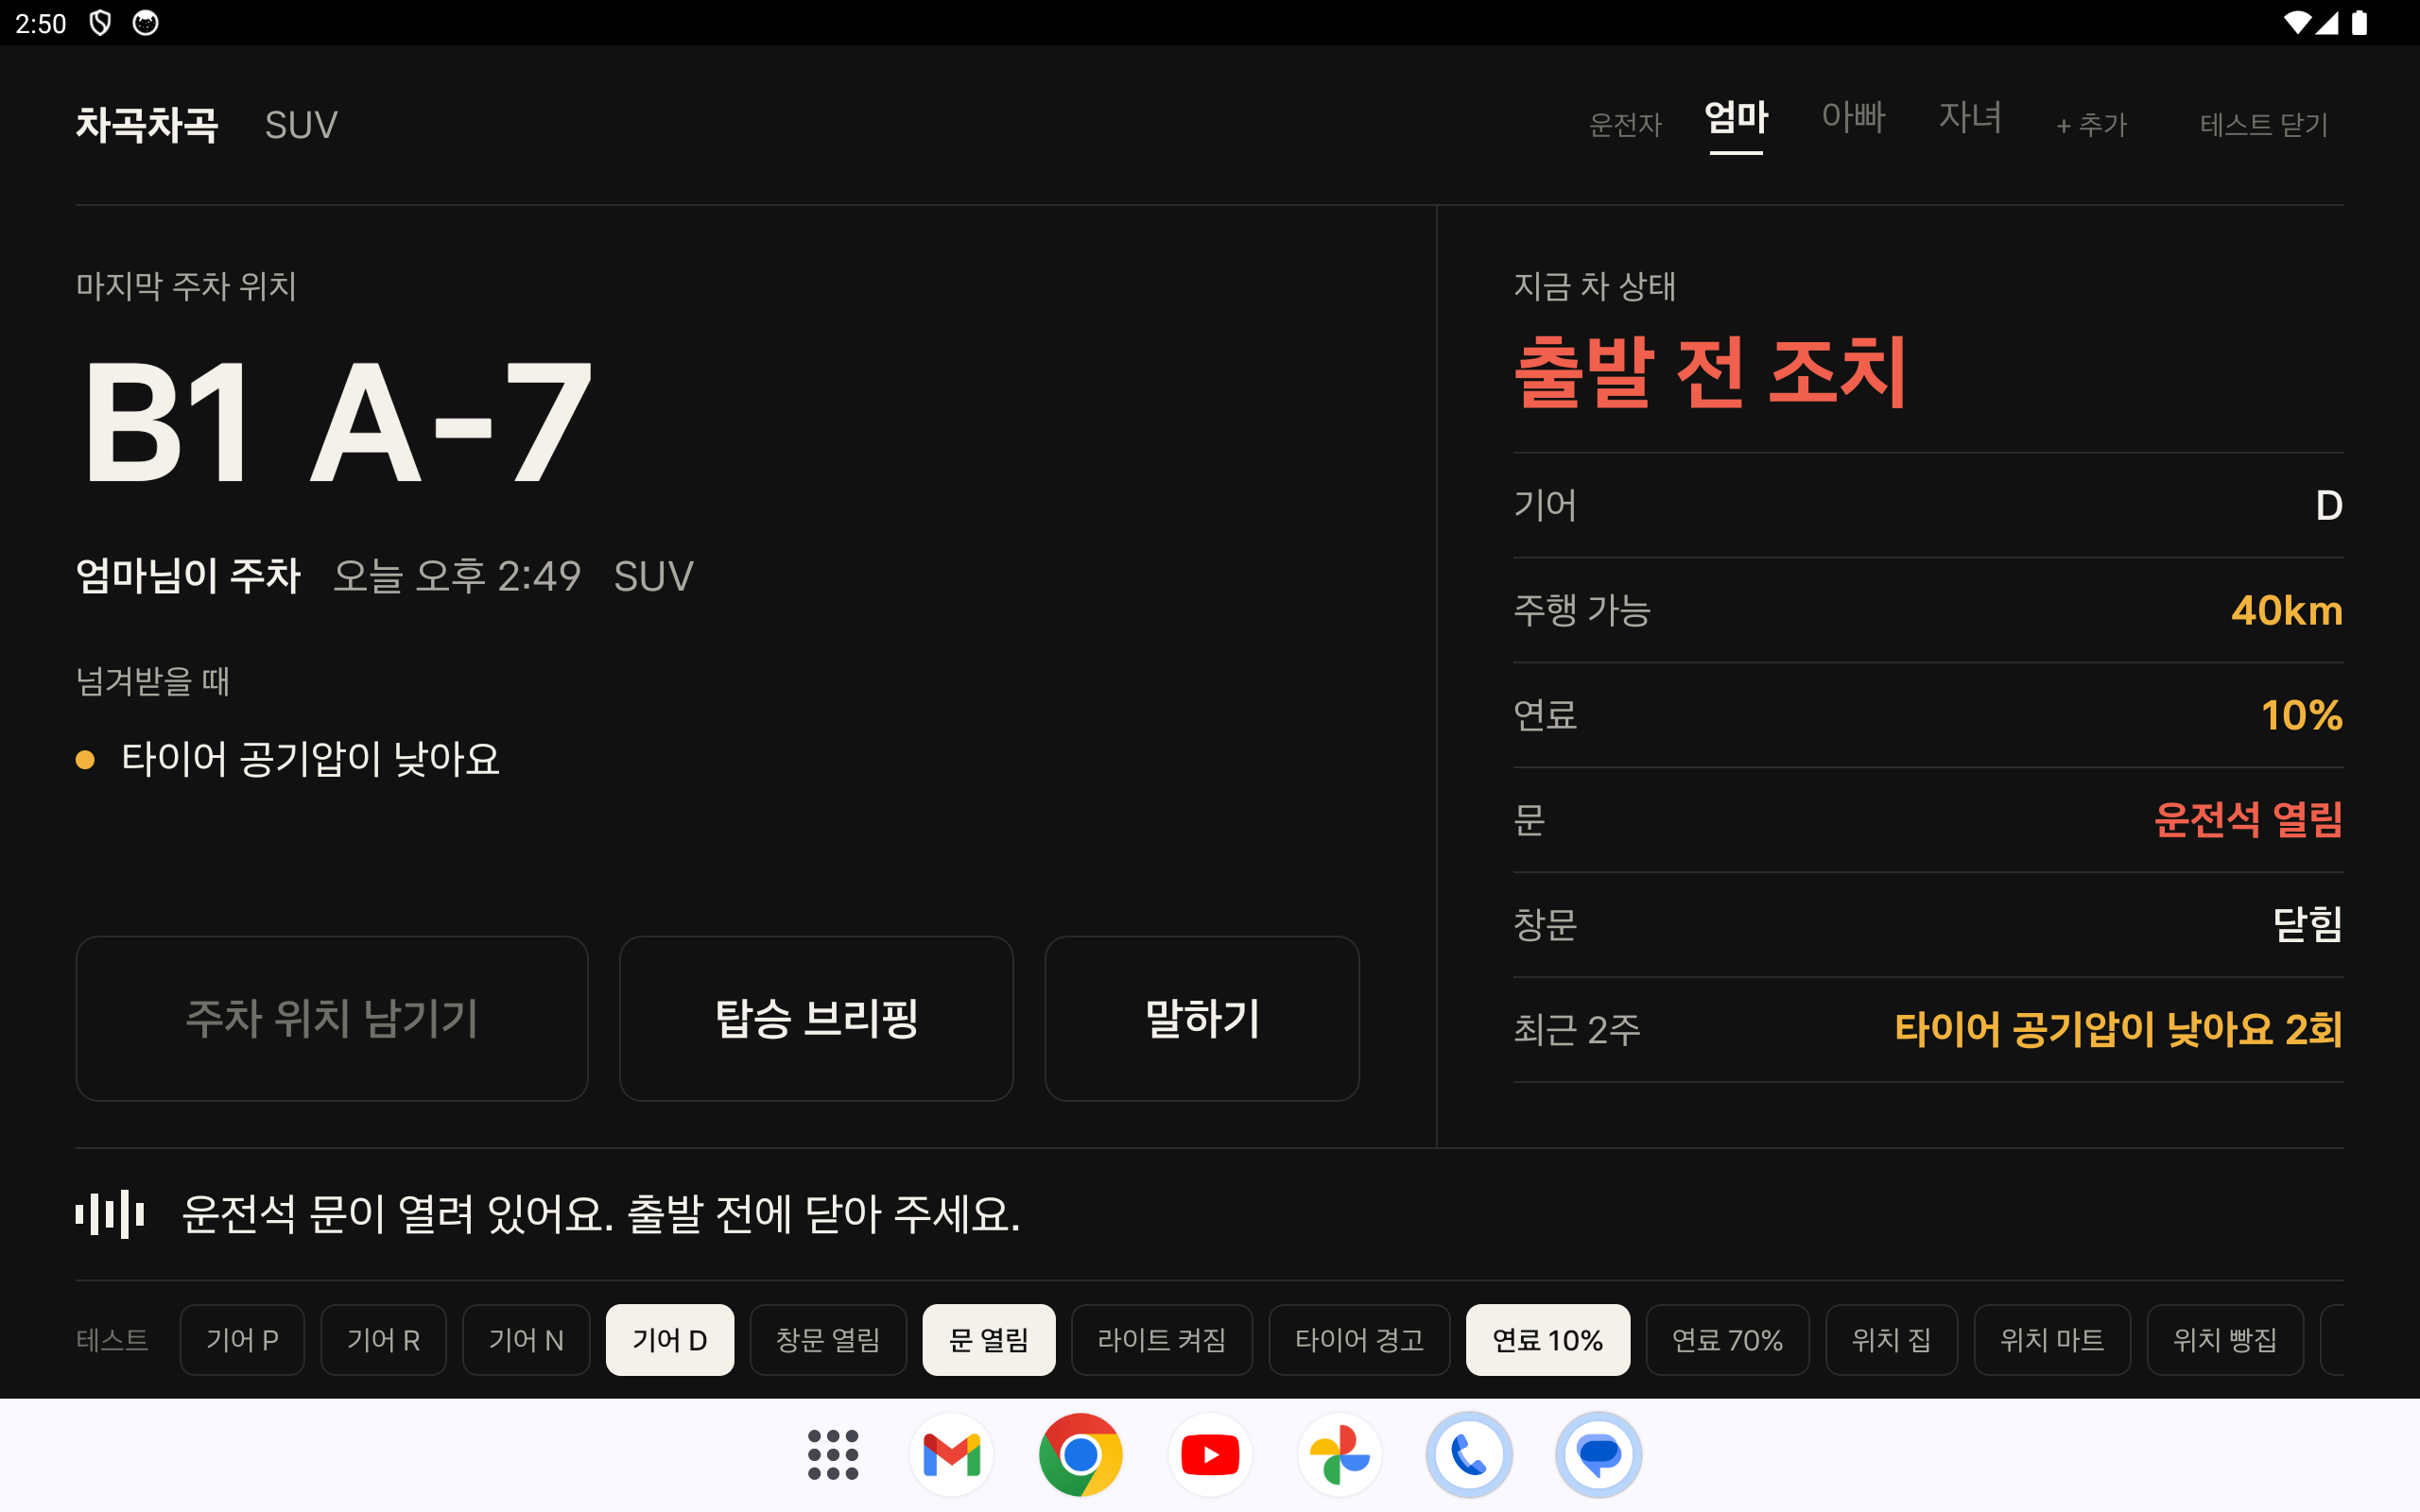 2:50
차곡차곡 SUV
운전자 엄마 아빠 자녀 + 추가 테스트 닫기
마지막 주차 위치
B1 A-7
엄마님이 주차 오늘 오후 2:49 SUV
넘겨받을 때
타이어 공기압이 낮아요
주차 위치 남기기 탑승 브리핑 말하기
지금 차 상태
출발 전 조치
기어 D
주행 가능 40km
연료 10%
문 운전석 열림
창문 닫힘
최근 2주 타이어 공기압이 낮아요 2회
운전석 문이 열려 있어요. 출발 전에 닫아 주세요.
테스트 기어 P 기어 R 기어 N 기어 D 창문 열림 문 열림 라이트 켜짐 타이어 경고 연료 10% 연료 70% 위치 집 위치 마트 위치 빵집